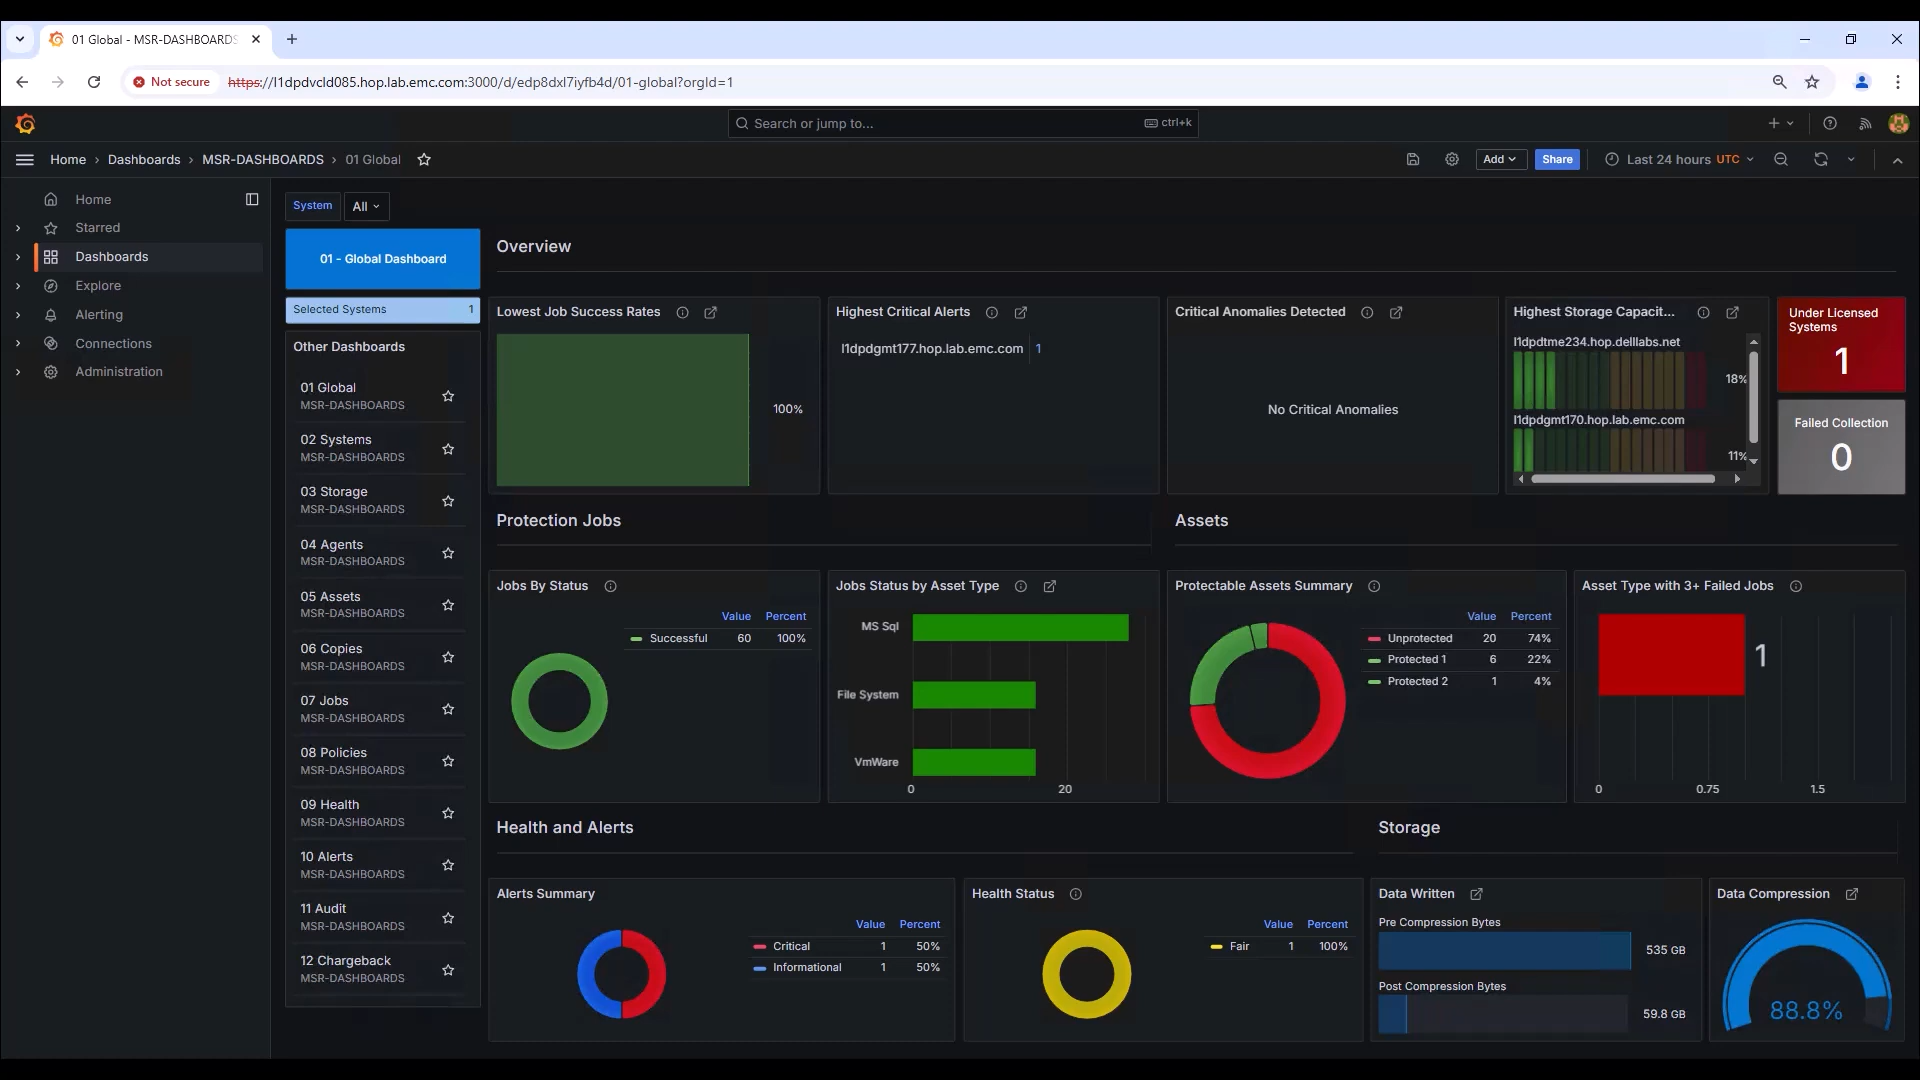 01 Global - MSR-DASHBOARDS
Not secure
https://l1dpdvcld085.hop.lab.emc.com:3000/d/edp8dxl7iyfb4d/01-global?orgId=1
Search or jump to...
ctrl+k
Home › Dashboards › MSR-DASHBOARDS › 01 Global
Add
Share
Last 24 hours UTC
Home
Starred
Dashboards
Explore
Alerting
Connections
Administration
System
All
01 - Global Dashboard
Selected Systems 1
Other Dashboards
01 Global
MSR-DASHBOARDS
02 Systems
MSR-DASHBOARDS
03 Storage
MSR-DASHBOARDS
04 Agents
MSR-DASHBOARDS
05 Assets
MSR-DASHBOARDS
06 Copies
MSR-DASHBOARDS
07 Jobs
MSR-DASHBOARDS
08 Policies
MSR-DASHBOARDS
09 Health
MSR-DASHBOARDS
10 Alerts
MSR-DASHBOARDS
11 Audit
MSR-DASHBOARDS
12 Chargeback
MSR-DASHBOARDS
Overview
Lowest Job Success Rates
100%
Highest Critical Alerts
l1dpdgmt177.hop.lab.emc.com 1
Critical Anomalies Detected
No Critical Anomalies
Highest Storage Capacit...
l1dpdtme234.hop.delllabs.net
18%
l1dpdgmt170.hop.lab.emc.com
11%
Under Licensed
Systems
1
Failed Collection
0
Protection Jobs
Assets
Jobs By Status
Value Percent
Successful 60 100%
Jobs Status by Asset Type
MS Sql
File System
VmWare
0 20
Protectable Assets Summary
Value Percent
Unprotected 20 74%
Protected 1 6 22%
Protected 2 1 4%
Asset Type with 3+ Failed Jobs
1
0 0.75 1.5
Health and Alerts
Storage
Alerts Summary
Value Percent
Critical 1 50%
Informational 1 50%
Health Status
Value Percent
Fair 1 100%
Data Written
Pre Compression Bytes
535 GB
Post Compression Bytes
59.8 GB
Data Compression
88.8%